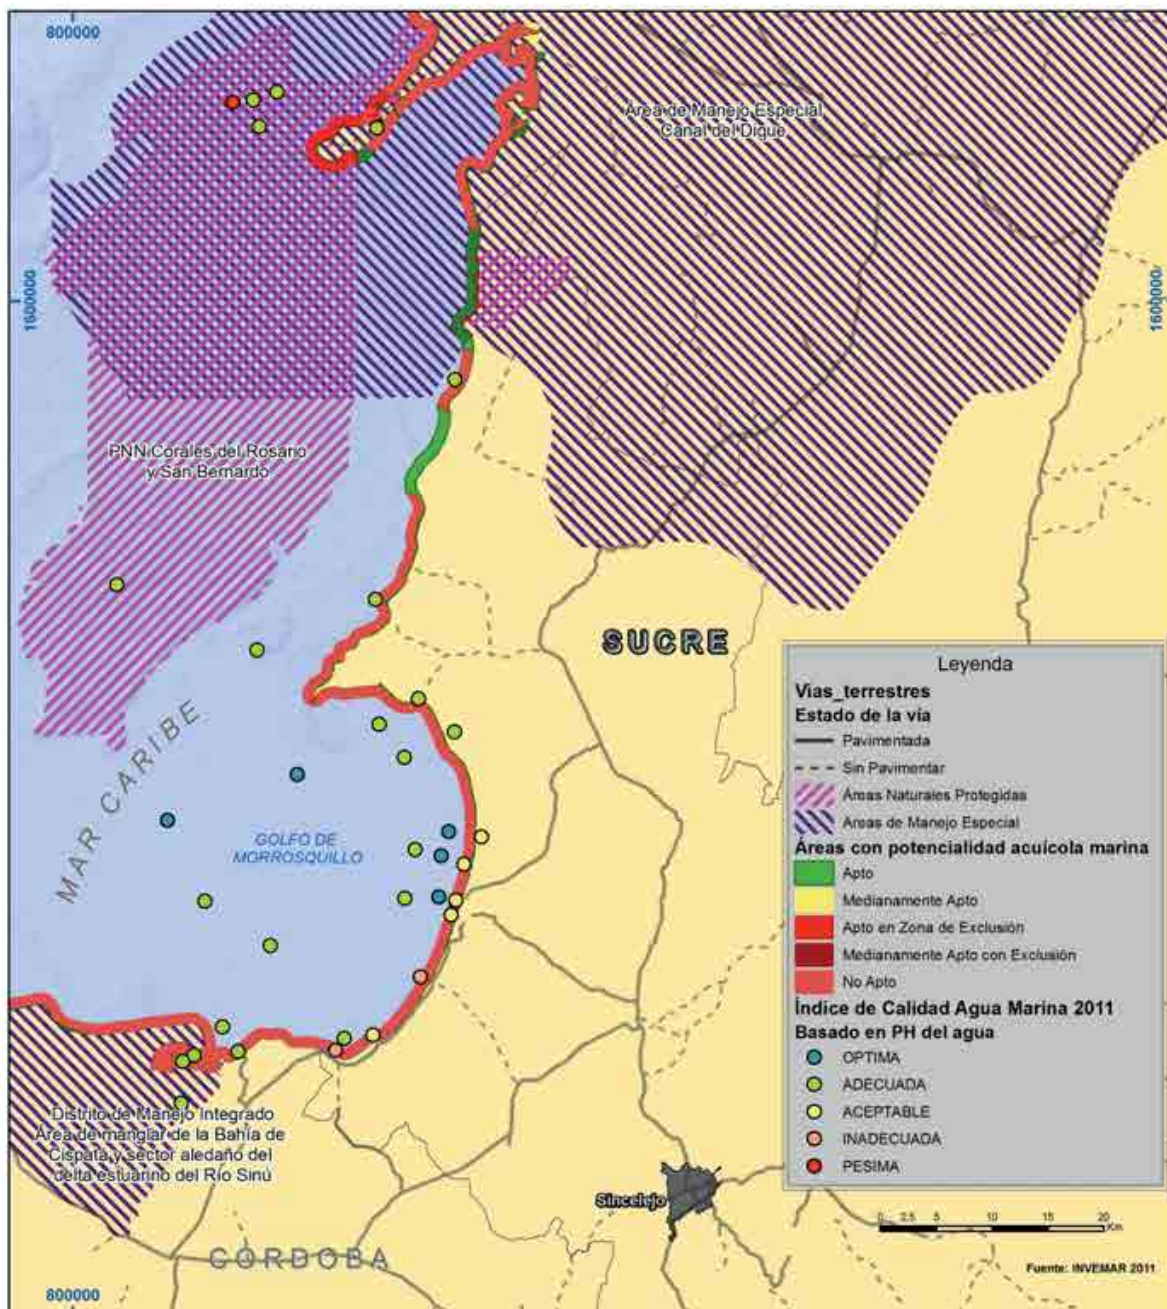 800000
Área de Manejo Especial
Canal del Dique
1600000
1600000
PNN Corales del Rosario
y San Bernardo
SUCRE
MAR CARIBE
GOLFO DE
MORROSQUILLO
Leyenda
Vias_terrestres
Estado de la vía
Pavimentada
Sin Pavimentar
Áreas Naturales Protegidas
Areas de Manejo Especial
Áreas con potencialidad acuícola marina
Apto
Medianamente Apto
Apto en Zona de Exclusión
Medianamente Apto con Exclusión
No Apto
Índice de Calidad Agua Marina 2011
Basado en PH del agua
OPTIMA
ADECUADA
ACEPTABLE
INADECUADA
PESIMA
Distrito de Manejo Integrado
Área de manglar de la Bahía de
Cispatá y sector aledaño del
delta estuarino del Río Sinú
Sincelejo
0 2,5 5 10 15 20
Km
CÓRDOBA
Fuente: INVEMAR 2011
800000